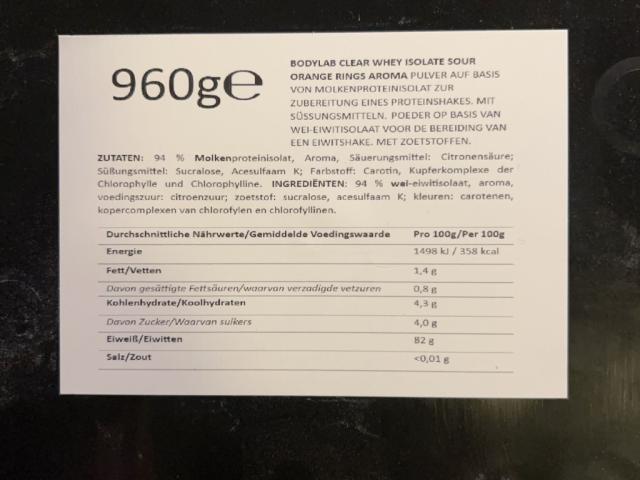 960g℮
BODYLAB CLEAR WHEY ISOLATE SOUR
ORANGE RINGS AROMA PULVER AUF BASIS
VON MOLKENPROTEINISOLAT ZUR
ZUBEREITUNG EINES PROTEINSHAKES. MIT
SÜSSUNGSMITTELN. POEDER OP BASIS VAN
WEI-EIWITISOLAAT VOOR DE BEREIDING VAN
EEN EIWITSHAKE. MET ZOETSTOFFEN.
ZUTATEN: 94 % Molkenproteinisolat, Aroma, Säuerungsmittel: Citronensäure;
Süßungsmittel: Sucralose, Acesulfaam K; Farbstoff: Carotin, Kupferkomplexe der
Chlorophylle und Chlorophylline. INGREDIËNTEN: 94 % wei-eiwitisolaat, aroma,
voedingszuur: citroenzuur; zoetstof: sucralose, acesulfaam K; kleuren: carotenen,
kopercomplexen van chlorofylen en chlorofyllinen.
Durchschnittliche Nährwerte/Gemiddelde Voedingswaarde Pro 100g/Per 100g
Energie 1498 kJ / 358 kcal
Fett/Vetten 1,4 g
Davon gesättigte Fettsäuren/waarvan verzadigde vetzuren 0,8 g
Kohlenhydrate/Koolhydraten 4,3 g
Davon Zucker/Waarvan suikers 4,0 g
Eiweiß/Eiwitten 82 g
Salz/Zout <0,01 g